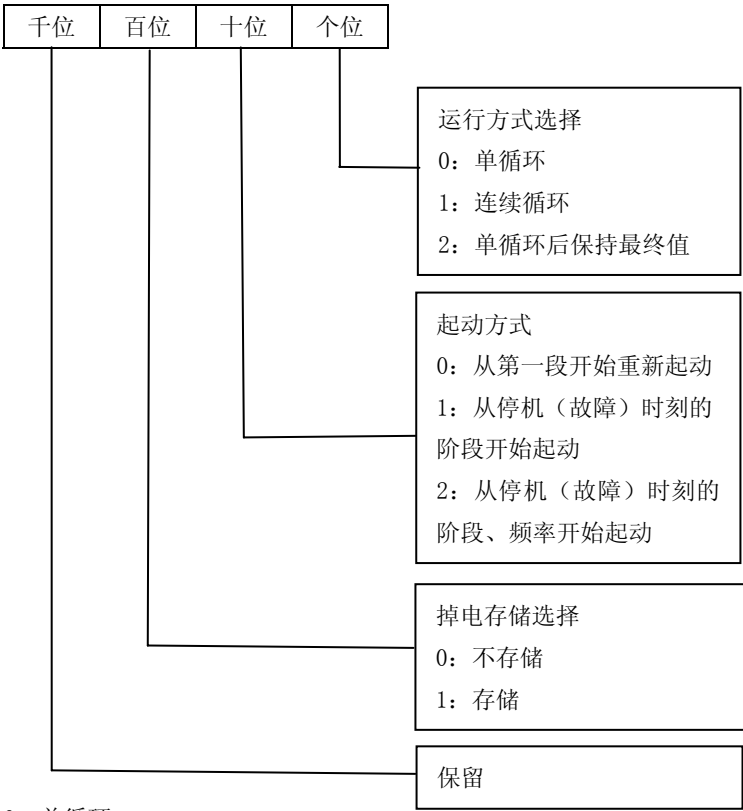 千位 百位 十位 个位
运行方式选择
0：单循环
1：连续循环
2：单循环后保持最终值
起动方式
0：从第一段开始重新起动
1：从停机（故障）时刻的
阶段开始起动
2：从停机（故障）时刻的
阶段、频率开始起动
掉电存储选择
0：不存储
1：存储
保留